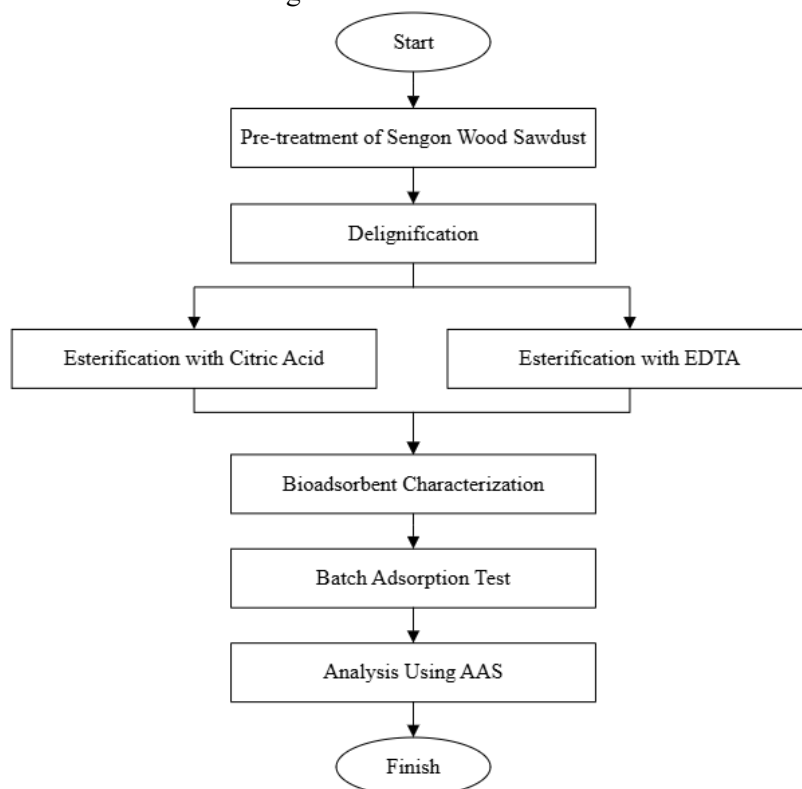 Start
Pre-treatment of Sengon Wood Sawdust
Delignification
Esterification with Citric Acid
Esterification with EDTA
Bioadsorbent Characterization
Batch Adsorption Test
Analysis Using AAS
Finish